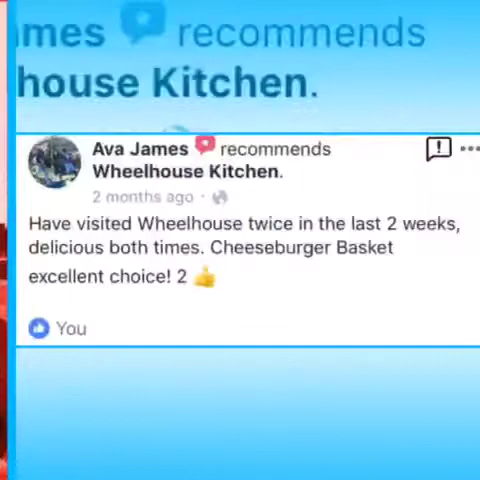 ames recommends
house Kitchen.
Ava James recommends
Wheelhouse Kitchen.
2 months ago ·
Have visited Wheelhouse twice in the last 2 weeks,
delicious both times. Cheeseburger Basket
excellent choice! 2 👍
You